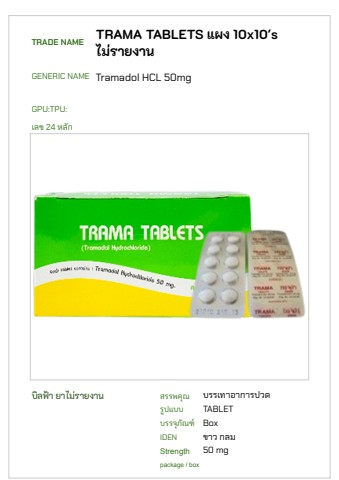 TRADE NAME TRAMA TABLETS แผง 10x10's
ไม่รายงาน
GENERIC NAME Tramadol HCL 50mg
GPU:TPU:
เลข 24 หลัก
TRAMA TABLETS
(Tramadol Hydrochloride)
Tramadol Hydrochloride 50 mg.
TRAMA
บิลฟ้า ยาไม่รายงาน
สรรพคุณ บรรเทาอาการปวด
รูปแบบ TABLET
บรรจุภัณฑ์ Box
IDEN ขาว กลม
Strength 50 mg
package / box